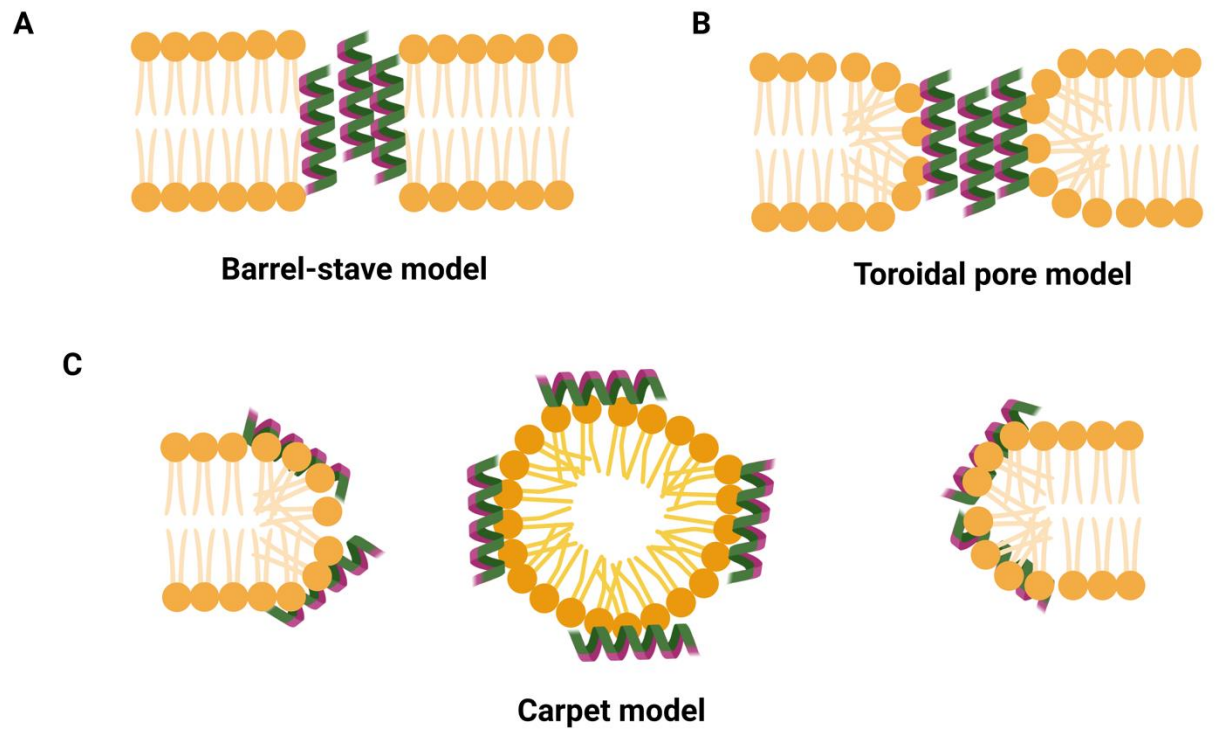 A
B
Barrel-stave model
Toroidal pore model
C
Carpet model